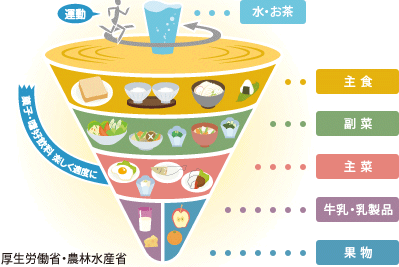 運動
水・お茶
主食
副菜
菓子・嗜好飲料 楽しく適度に
主菜
牛乳・乳製品
果物
厚生労働省・農林水産省